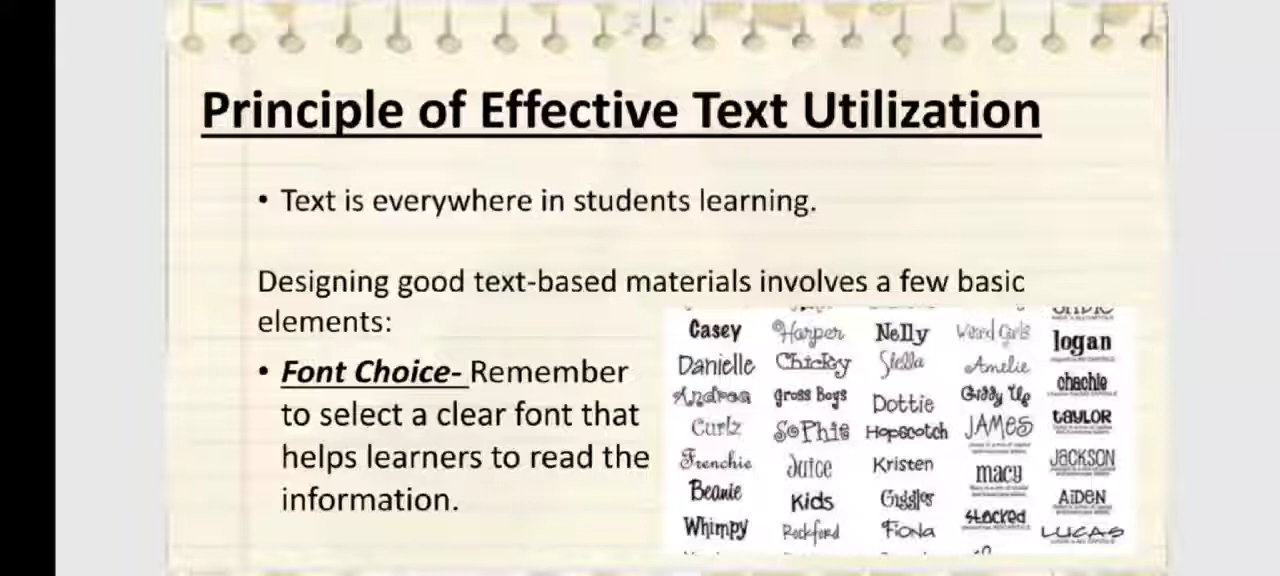 Principle of Effective Text Utilization
• Text is everywhere in students learning.
Designing good text-based materials involves a few basic
elements:
• Font Choice- Remember
to select a clear font that
helps learners to read the
information.
Casey Harper Nelly Weird Girls
logan
Danielle Chicky Stella Amelie
chachie
Andrea gross Boys Dottie Giddy Up
Curlz SoPhie Hopscotch JAMES
taYLOR
Frenchie Juice Kristen macy
JaCKSON
Beanie Kids Giggles stacked
AiDEN
Whimpy Rockford FioNa
LUCAS